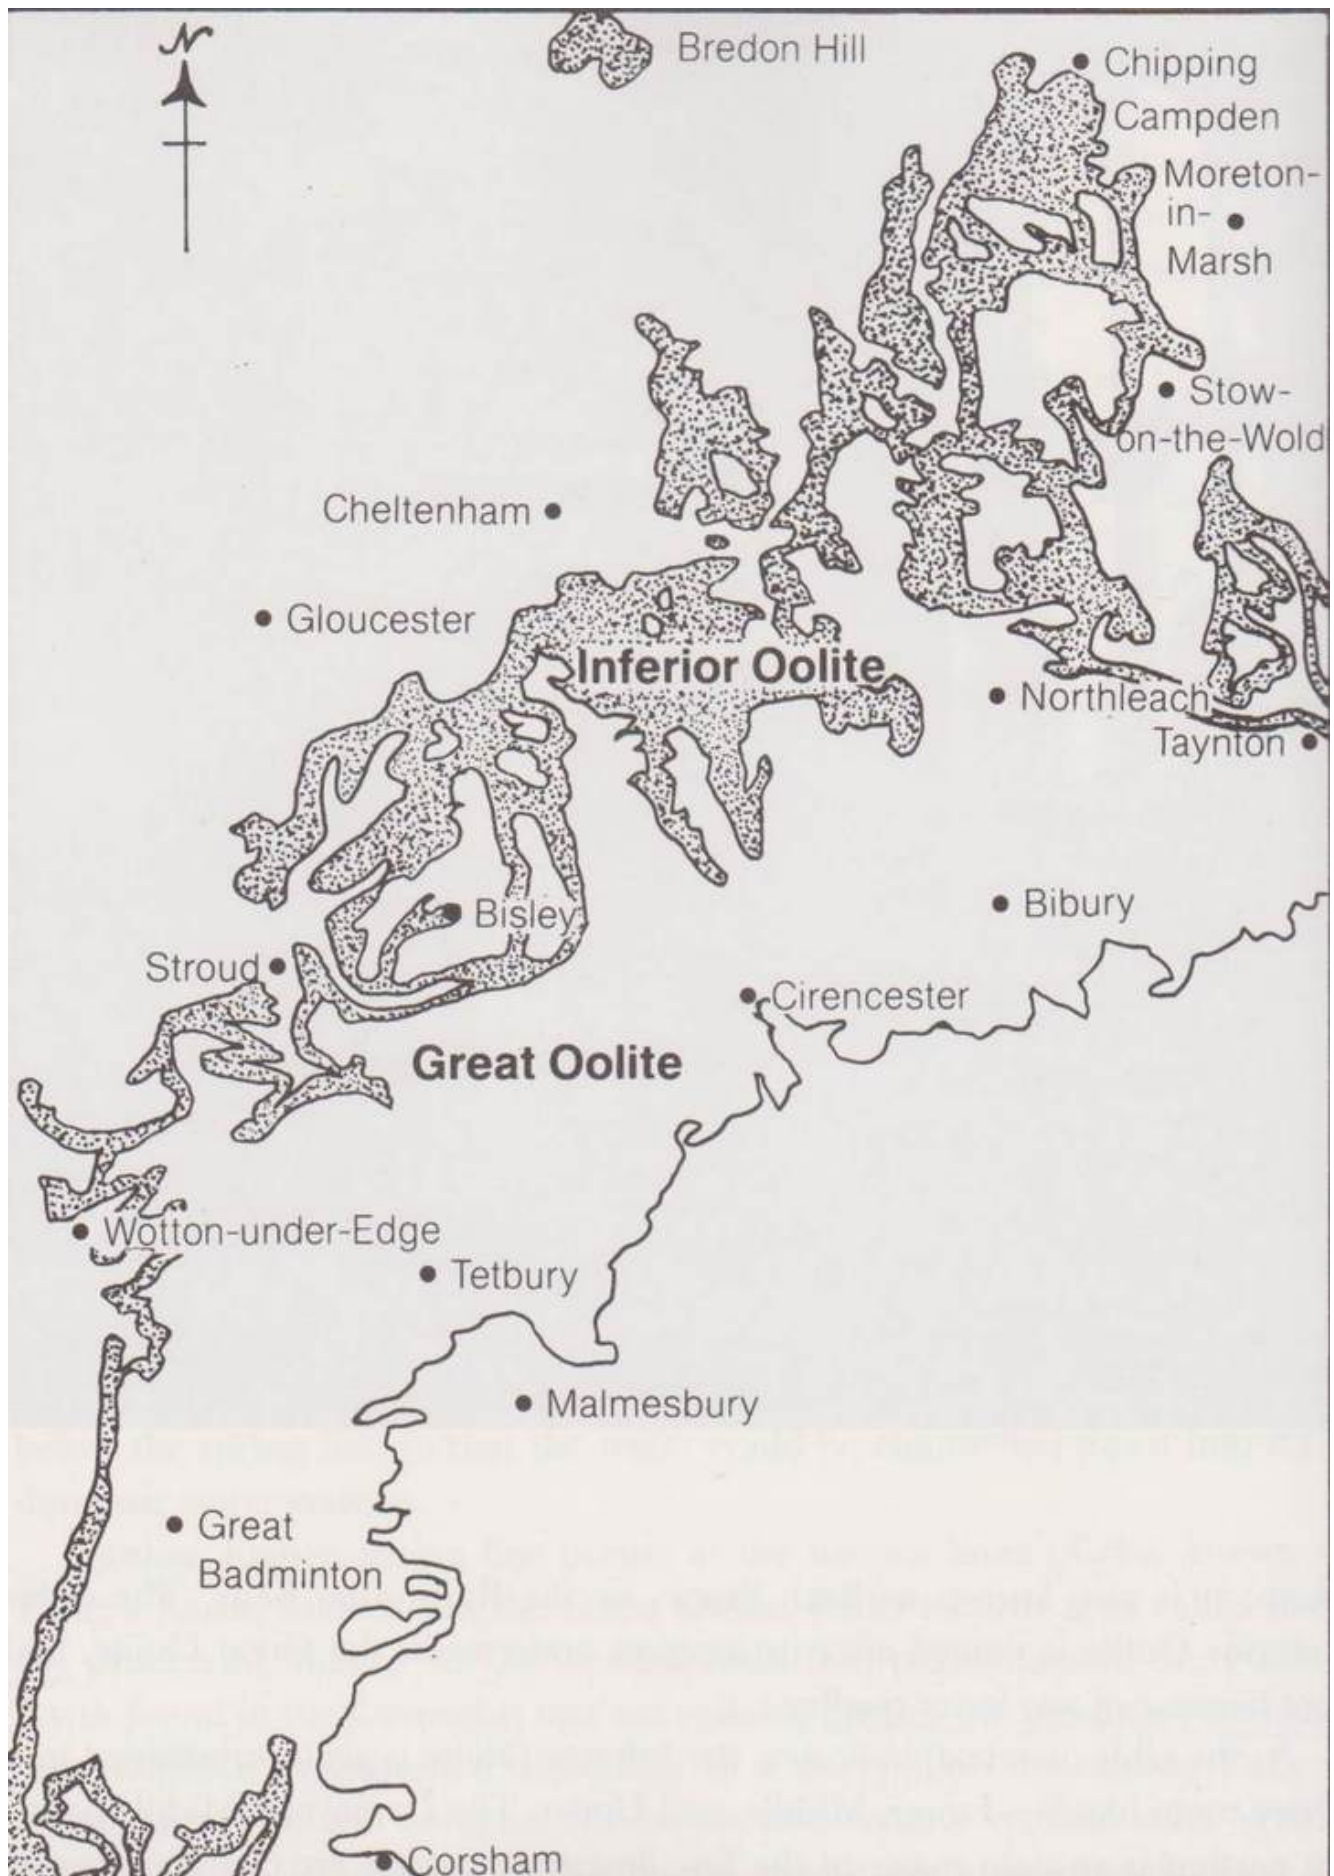 N
Bredon Hill
Chipping
Campden
Moreton-
in-
Marsh
Stow-
on-the-Wold
Cheltenham
Gloucester
Inferior Oolite
Northleach
Taynton
Bisley
Bibury
Stroud
Cirencester
Great Oolite
Wotton-under-Edge
Tetbury
Malmesbury
Great
Badminton
Corsham